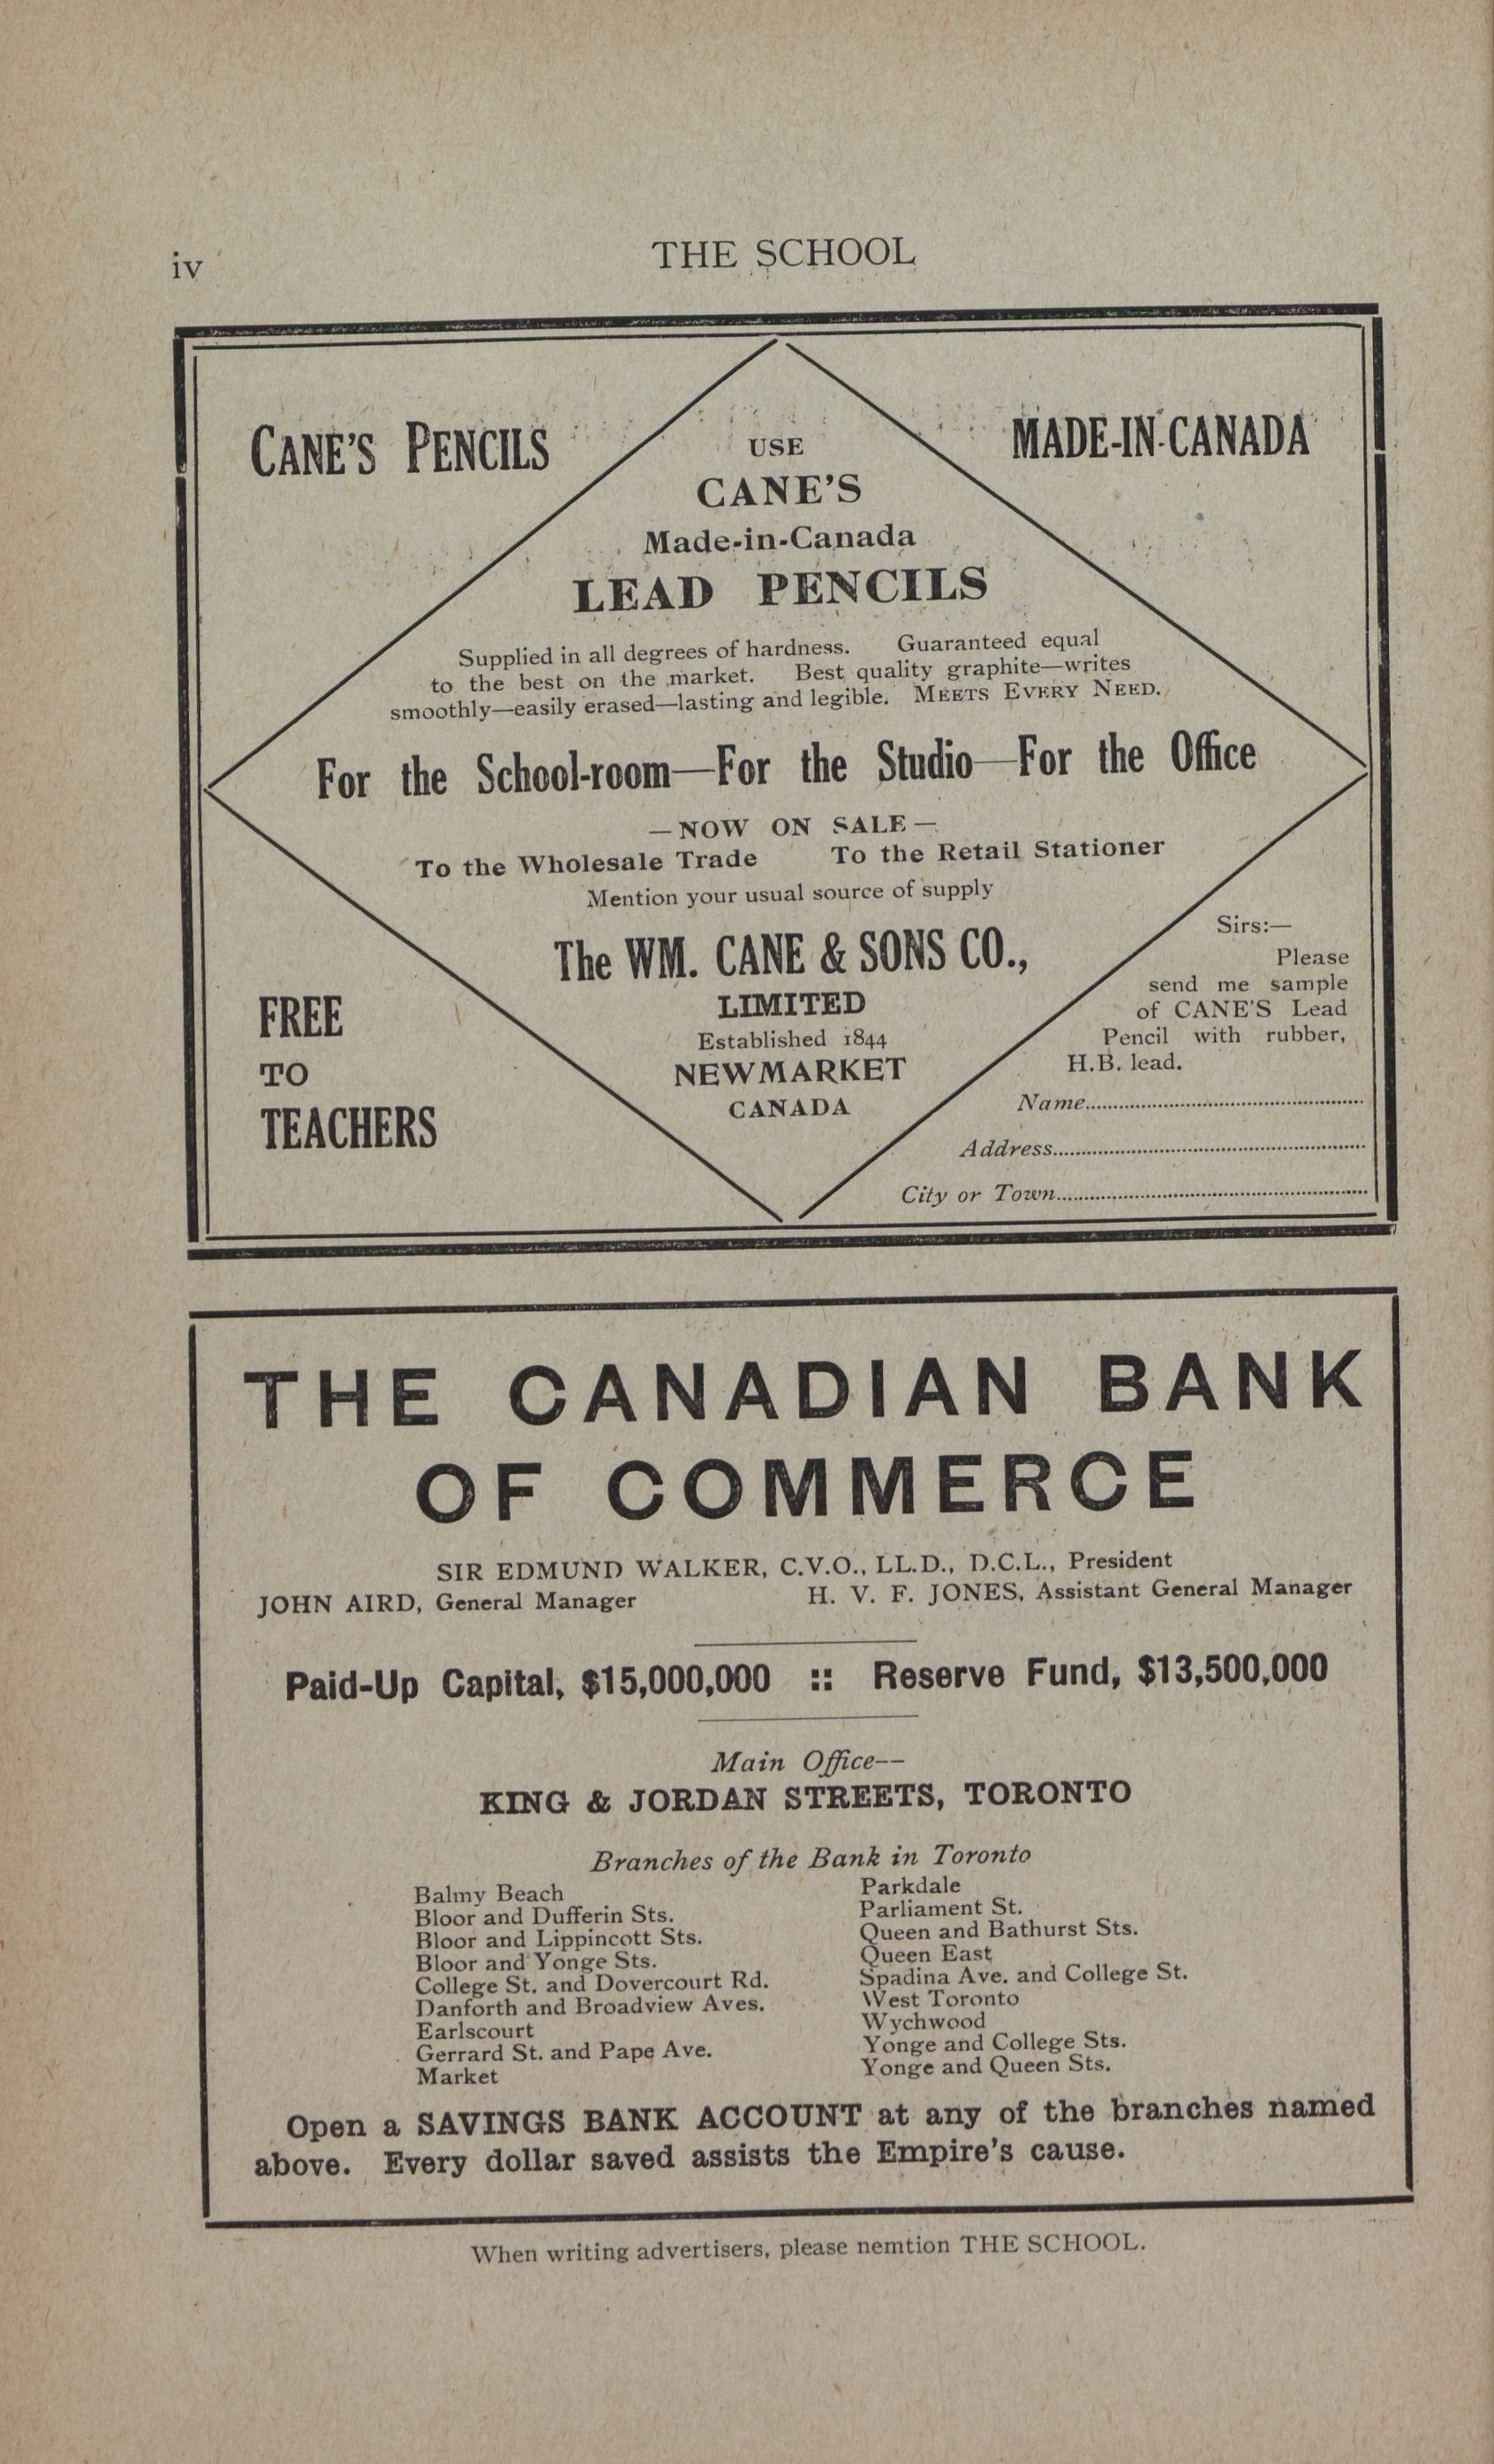 iv
THE SCHOOL
CANE'S PENCILS
MADE-IN-CANADA
USE
CANE'S
Made-in-Canada
LEAD PENCILS
Supplied in all degrees of hardness. Guaranteed equal
to the best on the market. Best quality graphite—writes
smoothly—easily erased—lasting and legible. MEETS EVERY NEED.
For the School-room—For the Studio—For the Office
—NOW ON SALE—
To the Wholesale Trade To the Retail Stationer
Mention your usual source of supply
The WM. CANE & SONS CO.,
LIMITED
Established 1844
NEWMARKET
CANADA
FREE
TO
TEACHERS
Sirs:—
Please
send me sample
of CANE'S Lead
Pencil with rubber,
H.B. lead.
Name
Address
City or Town
THE CANADIAN BANK
OF COMMERCE
SIR EDMUND WALKER, C.V.O., LL.D., D.C.L., President
JOHN AIRD, General Manager H. V. F. JONES, Assistant General Manager
Paid-Up Capital, $15,000,000 :: Reserve Fund, $13,500,000
Main Office--
KING & JORDAN STREETS, TORONTO
Branches of the Bank in Toronto
Balmy Beach
Bloor and Dufferin Sts.
Bloor and Lippincott Sts.
Bloor and Yonge Sts.
College St. and Dovercourt Rd.
Danforth and Broadview Aves.
Earlscourt
Gerrard St. and Pape Ave.
Market
Parkdale
Parliament St.
Queen and Bathurst Sts.
Queen East
Spadina Ave. and College St.
West Toronto
Wychwood
Yonge and College Sts.
Yonge and Queen Sts.
Open a SAVINGS BANK ACCOUNT at any of the branches named
above. Every dollar saved assists the Empire's cause.
When writing advertisers, please nemtion THE SCHOOL.